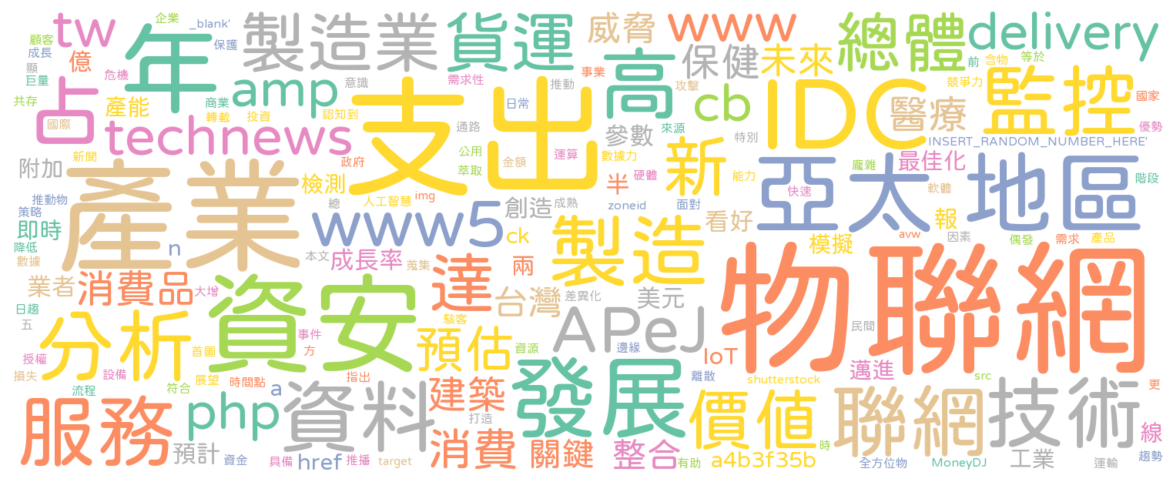 企業 _blank' 製造業 貨運 威脅 www 總體 delivery
顧客 成長 tw 億 年 保護 高 保健 未來 前 含物 等於
顯 巨量 危機 商業 意識 需求性 推動 事業 攻擊 IDC 競爭力 監控 國家
共存 國際 占 產能 amp 轉載 投資 認知到 支出 日常 cb 來源 醫療 優勢
technews 通路 參數 特別 INSERT_RANDOM_NUMBER_HERE'
附加 產業 檢測 政府 公用 萃取 金額 運算 數據力 新 龐雜 最佳化 階段
推動物 策略 人工智慧 img 總 創造 成熟 半 硬體 zoneid 面對 能力 亞太地區 快速 軟體
即時 降低 數據 n www5 ck 看好 模擬 報 avw 因素 偶發 需求 產品
業者 消費品 本文 成長率 蒐集 達 兩 製造 物聯網
日趨 大增 資安 台灣 差異化 美元
五 分析 事件 方 預估 駭客 資源 APeJ 邊緣 IoT 民間
授權 損失 設備 首圖 展望 時間點 指出 發展 離散 shutterstock 邁進 src 更
服務 流程 符合 php a 資料 建築 打造 價值 聯網 技術
預計 資金 具備 href 推播 target 消費 關鍵 整合 有助 a4b3f35b 時 全方位物 MoneyDJ 工業 運輸 線 趨勢